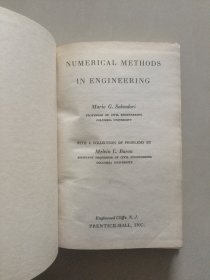 NUMERICAL METHODS
IN ENGINEERING
Mario G. Salvadori
PROFESSOR OF CIVIL ENGINEERING
COLUMBIA UNIVERSITY
WITH A COLLECTION OF PROBLEMS BY
Melvin L. Baron
ASSISTANT PROFESSOR OF CIVIL ENGINEERING
COLUMBIA UNIVERSITY
Englewood Cliffs, N. J.
PRENTICE-HALL, INC.